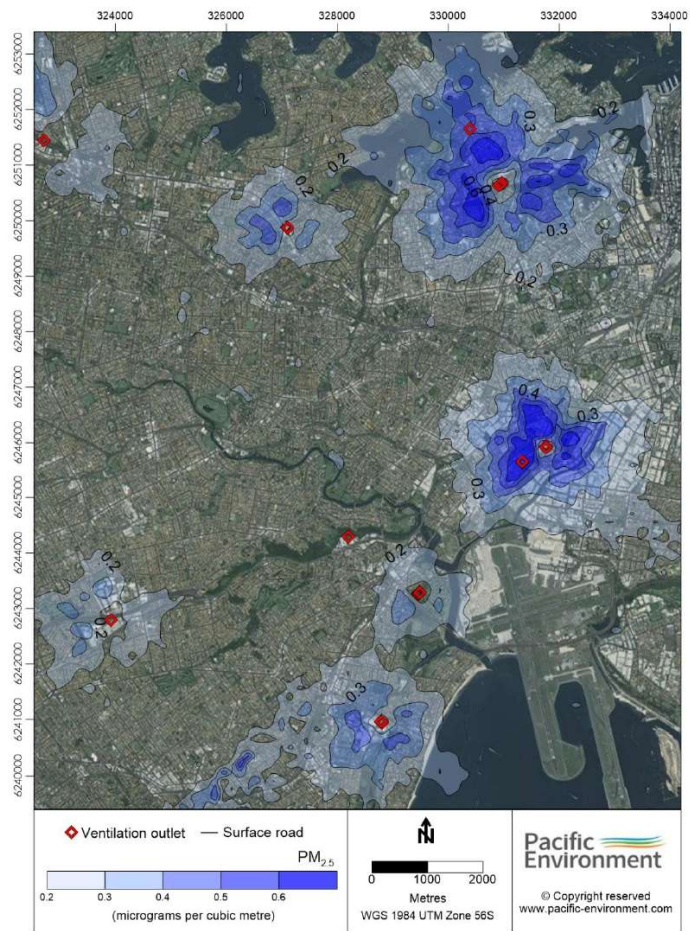 324000 326000 328000 330000 332000 334000
6253000
6252000
6251000
6250000
6249000
6248000
6247000
6246000
6245000
6244000
6243000
6242000
6241000
6240000
0.3
0.2
0.2
0.2
0.4
0.3
0.2
0.4
0.3
0.3
0.2
0.2
0.2
0.3
Ventilation outlet
Surface road
PM2.5
0.2 0.3 0.4 0.5 0.6
(micrograms per cubic metre)
N
0 1000 2000
Metres
WGS 1984 UTM Zone 56S
Pacific
Environment
© Copyright reserved
www.pacific-environment.com